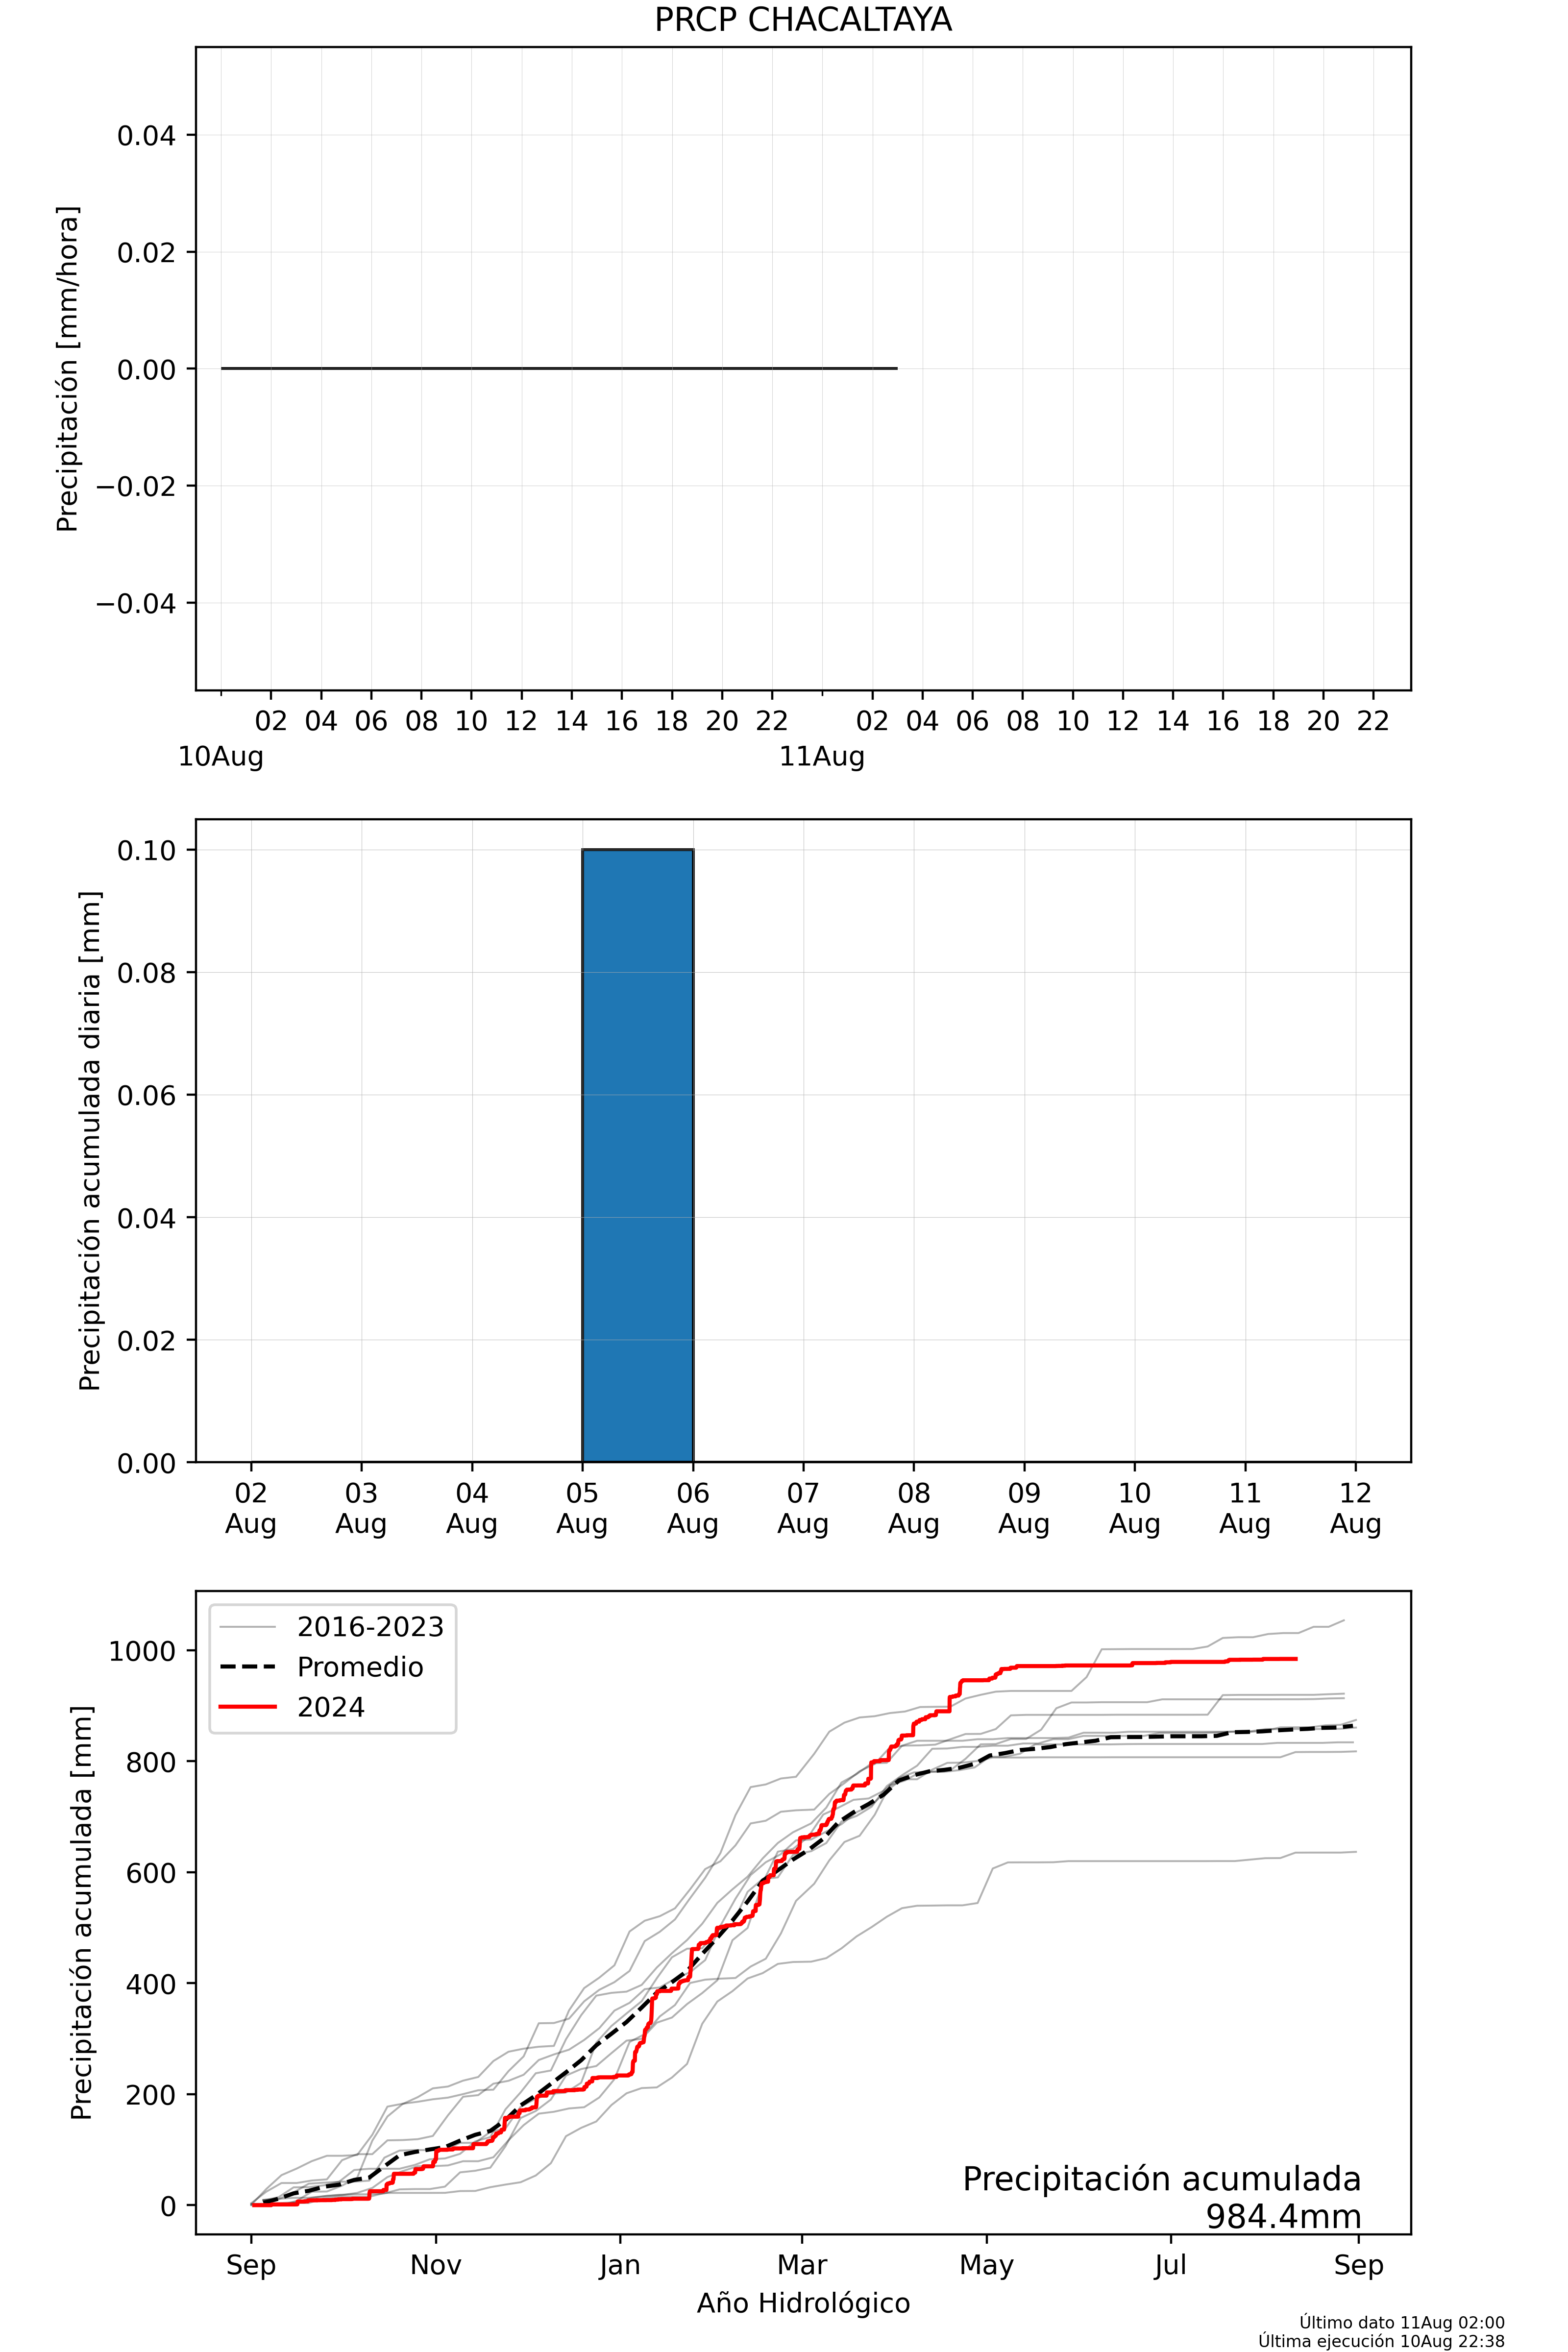 PRCP CHACALTAYA
Precipitación [mm/hora]
0.04
0.02
0.00
−0.02
−0.04
02 04 06 08 10 12 14 16 18 20 22 02 04 06 08 10 12 14 16 18 20 22
10Aug 11Aug
Precipitación acumulada diaria [mm]
0.10
0.08
0.06
0.04
0.02
0.00
02 03 04 05 06 07 08 09 10 11 12
Aug Aug Aug Aug Aug Aug Aug Aug Aug Aug Aug
Precipitación acumulada [mm]
1000
800
600
400
200
0
2016-2023
Promedio
2024
Precipitación acumulada
984.4mm
Sep Nov Jan Mar May Jul Sep
Año Hidrológico
Último dato 11Aug 02:00
Última ejecución 10Aug 22:38